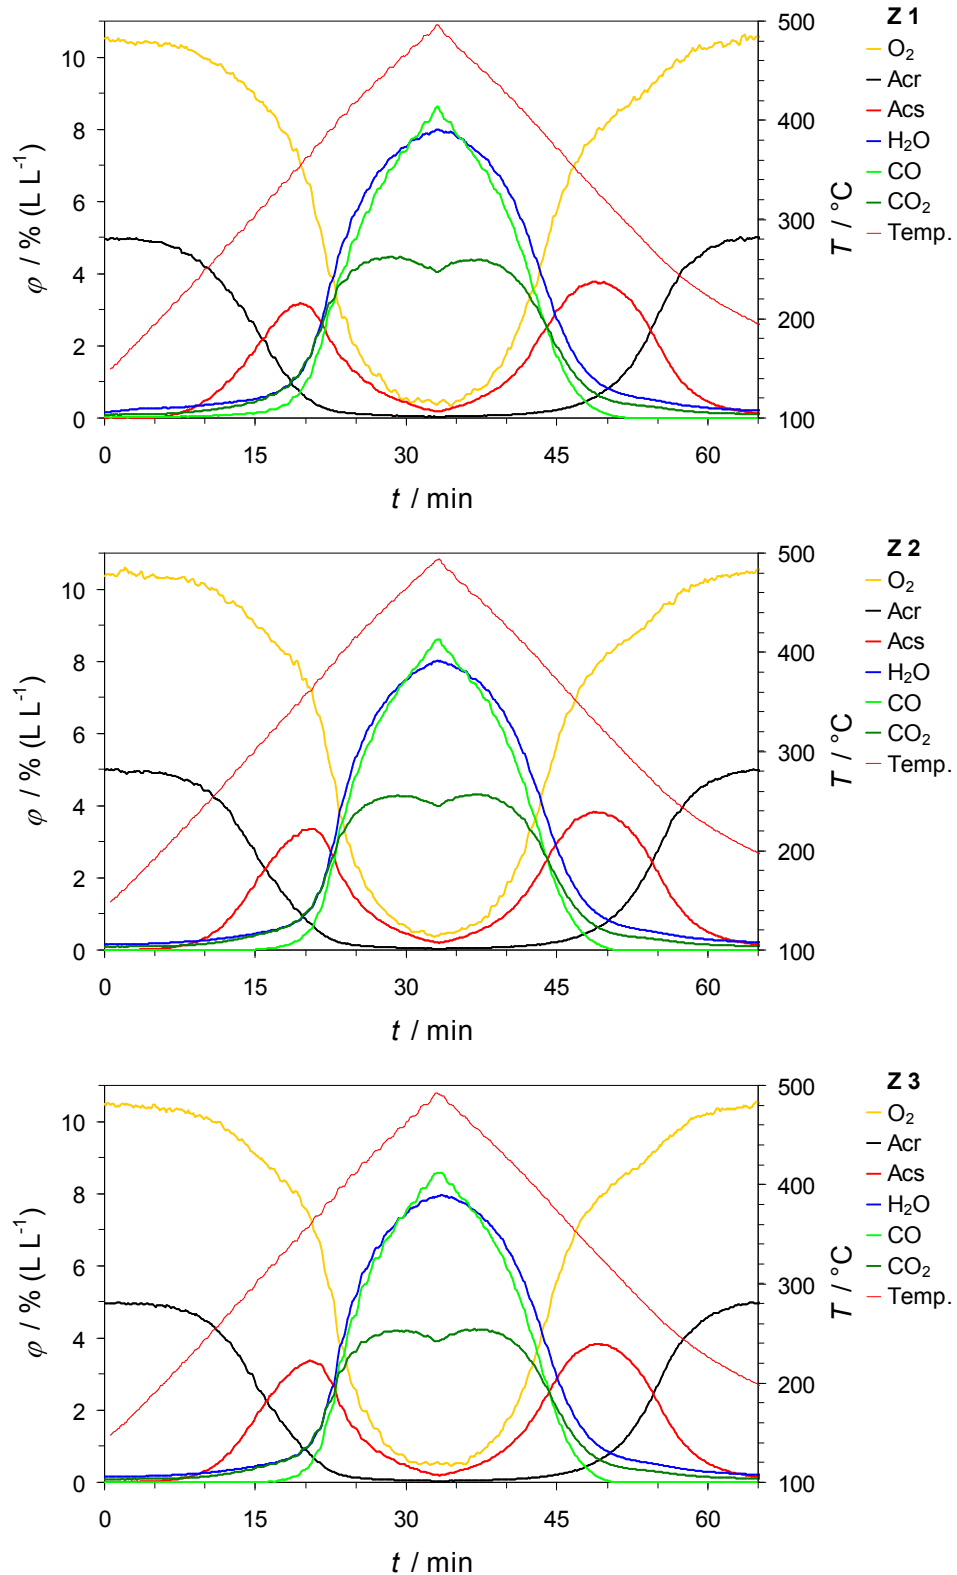 Z 1
O₂
Acr
Acs
H₂O
CO
CO₂
Temp.
φ / % (L L⁻¹)
10
8
6
4
2
0
500
400
300
200
100
T / °C
0 15 30 45 60
t / min
Z 2
O₂
Acr
Acs
H₂O
CO
CO₂
Temp.
φ / % (L L⁻¹)
10
8
6
4
2
0
500
400
300
200
100
T / °C
0 15 30 45 60
t / min
Z 3
O₂
Acr
Acs
H₂O
CO
CO₂
Temp.
φ / % (L L⁻¹)
10
8
6
4
2
0
500
400
300
200
100
T / °C
0 15 30 45 60
t / min